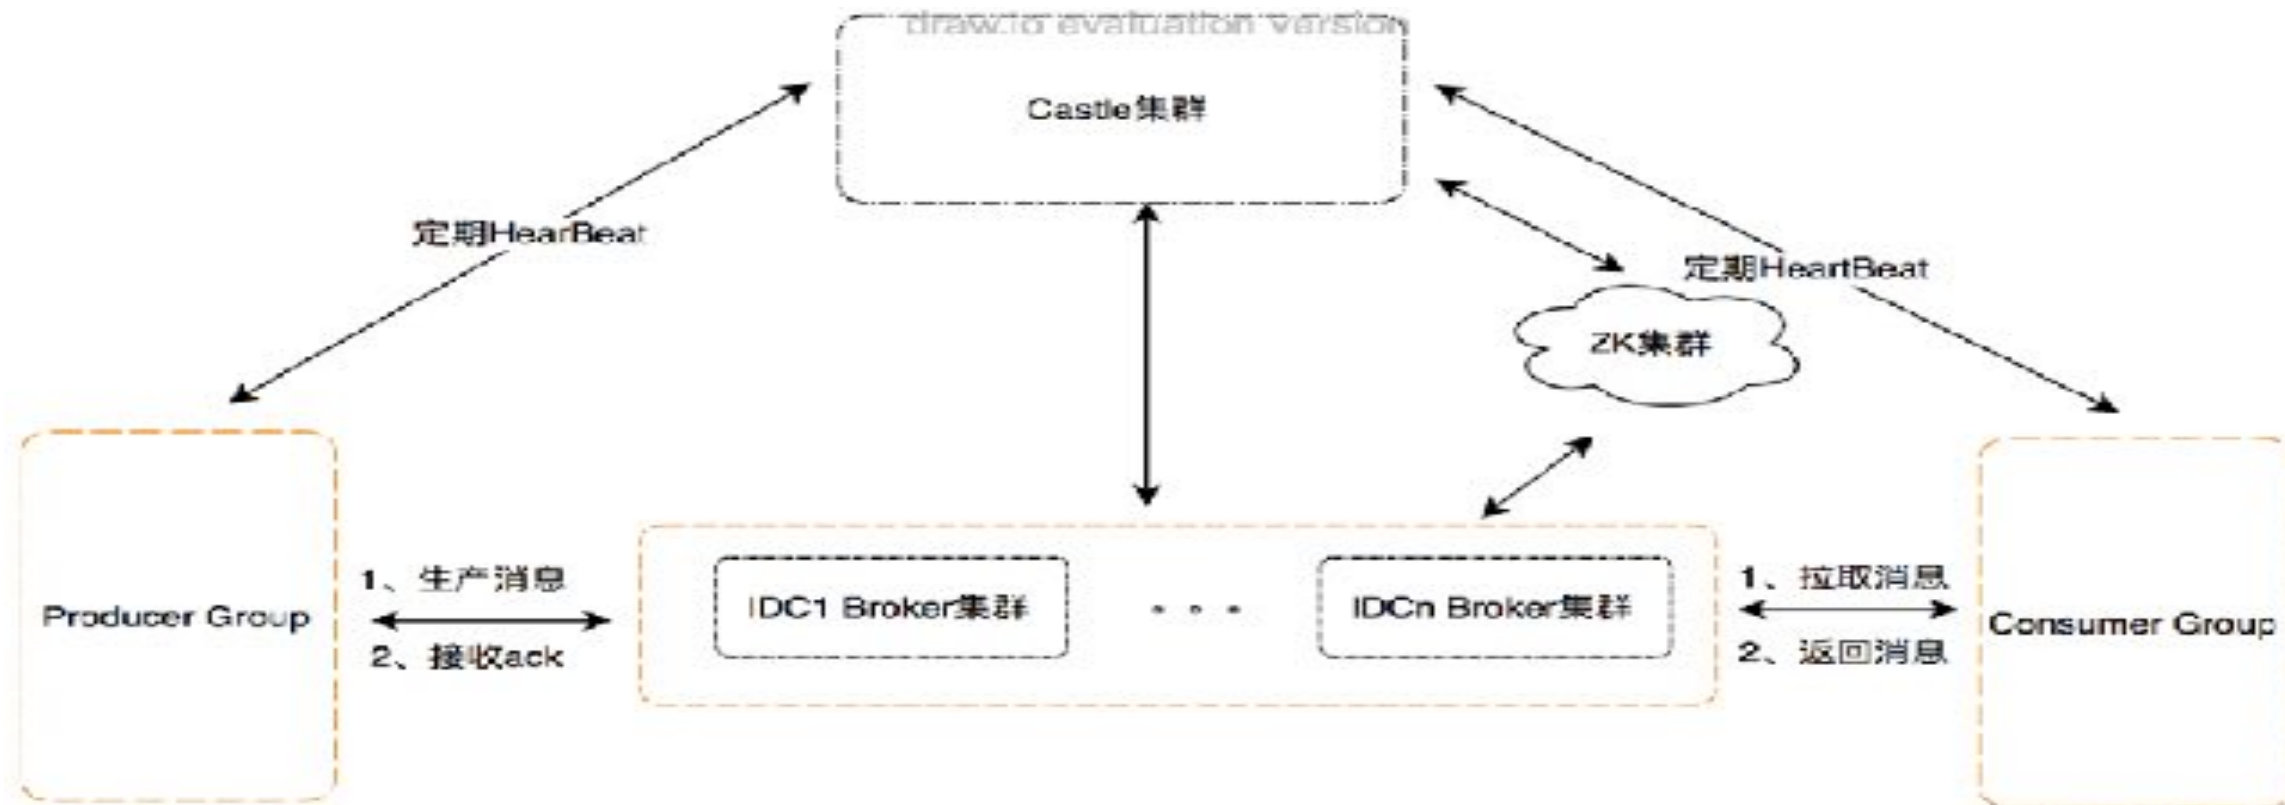 draw.io evaluation version
Castle集群
定期HearBeat
定期HeartBeat
ZK集群
1、生产消息
2、接收ack
Producer Group
IDC1 Broker集群
IDCn Broker集群
1、拉取消息
2、返回消息
Consumer Group